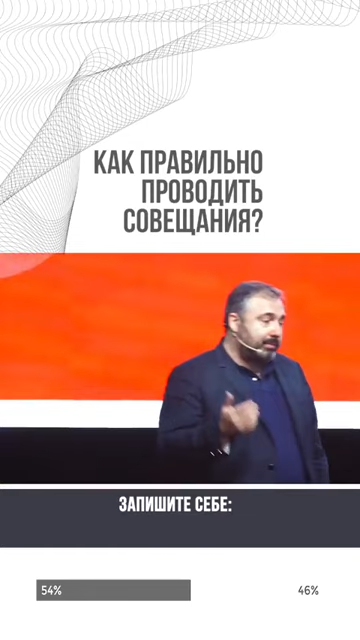 КАК ПРАВИЛЬНО
ПРОВОДИТЬ
СОВЕЩАНИЯ?
ЗАПИШИТЕ СЕБЕ:
54%
46%